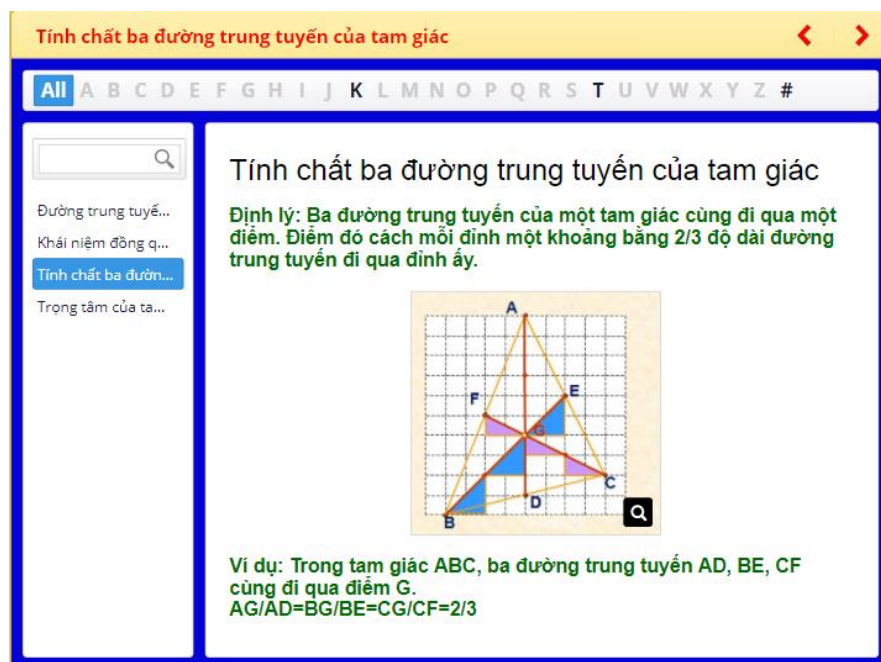 Tính chất ba đường trung tuyến của tam giác
All A B C D E F G H I J K L M N O P Q R S T U V W X Y Z #
Đường trung tuyế...
Khái niệm đồng q...
Tính chất ba đườn...
Trọng tâm của ta...
Tính chất ba đường trung tuyến của tam giác
Định lý: Ba đường trung tuyến của một tam giác cùng đi qua một
điểm. Điểm đó cách mỗi đỉnh một khoảng bằng 2/3 độ dài đường
trung tuyến đi qua đỉnh ấy.
A
F
E
G
C
D
B
Ví dụ: Trong tam giác ABC, ba đường trung tuyến AD, BE, CF
cùng đi qua điểm G.
AG/AD=BG/BE=CG/CF=2/3